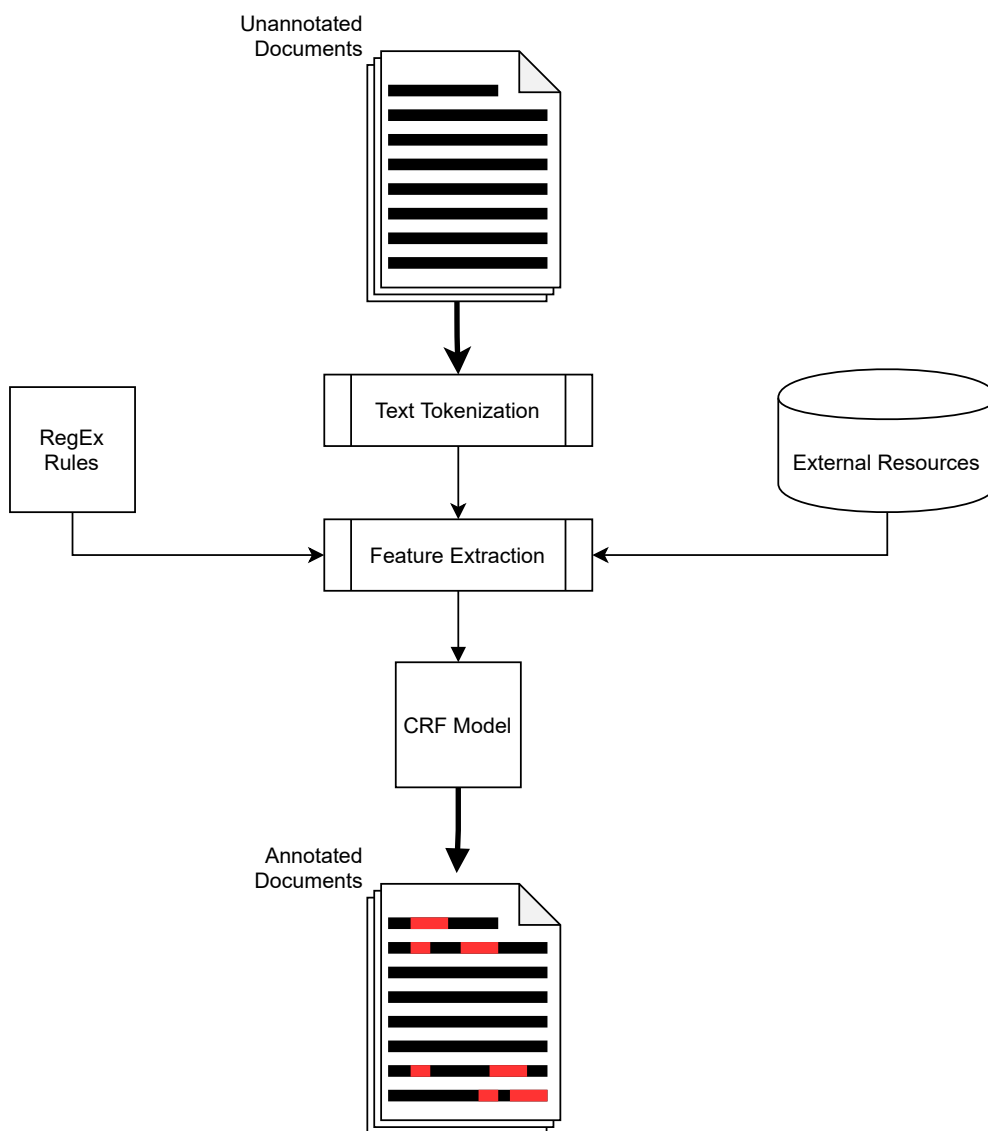 Unannotated
Documents
Text Tokenization
RegEx
Rules
External Resources
Feature Extraction
CRF Model
Annotated
Documents